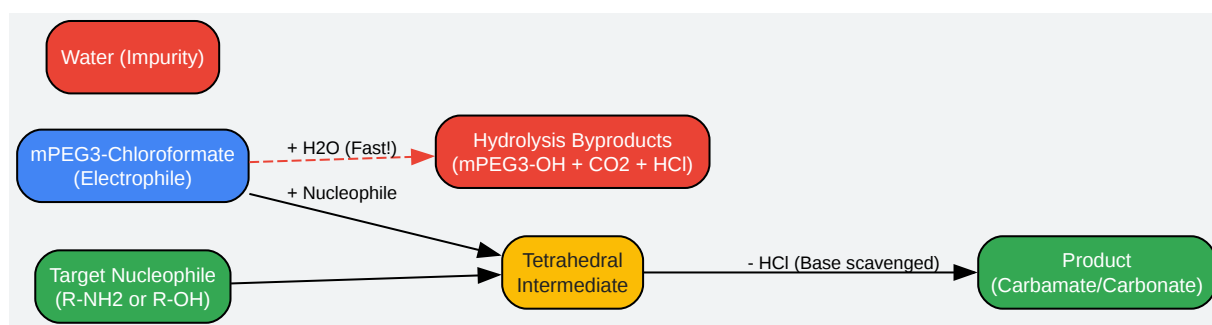 Water (Impurity)
mPEG3-Chloroformate
(Electrophile)
+ H2O (Fast!)
Hydrolysis Byproducts
(mPEG3-OH + CO2 + HCl)
+ Nucleophile
Target Nucleophile
(R-NH2 or R-OH)
Tetrahedral
Intermediate
- HCl (Base scavenged)
Product
(Carbamate/Carbonate)